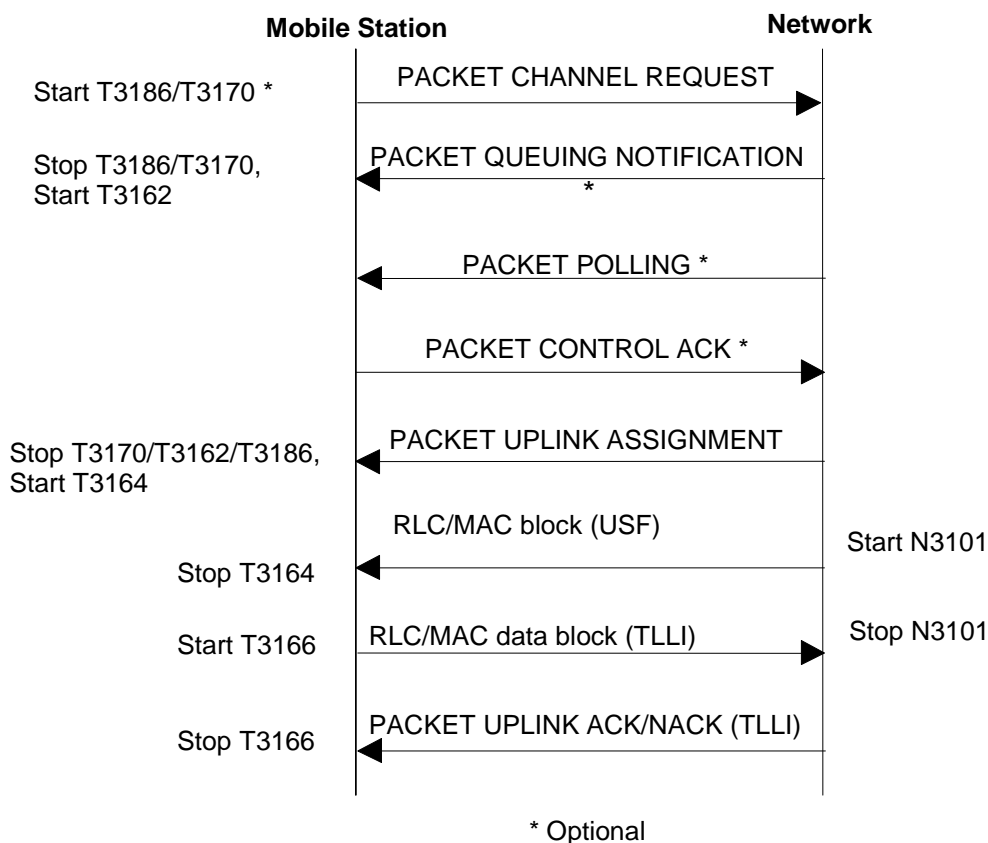 Mobile Station
Network
Start T3186/T3170 *
PACKET CHANNEL REQUEST
Stop T3186/T3170,
Start T3162
PACKET QUEUING NOTIFICATION
*
PACKET POLLING *
PACKET CONTROL ACK *
Stop T3170/T3162/T3186,
Start T3164
PACKET UPLINK ASSIGNMENT
RLC/MAC block (USF)
Start N3101
Stop T3164
Start T3166
RLC/MAC data block (TLLI)
Stop N3101
Stop T3166
PACKET UPLINK ACK/NACK (TLLI)
* Optional